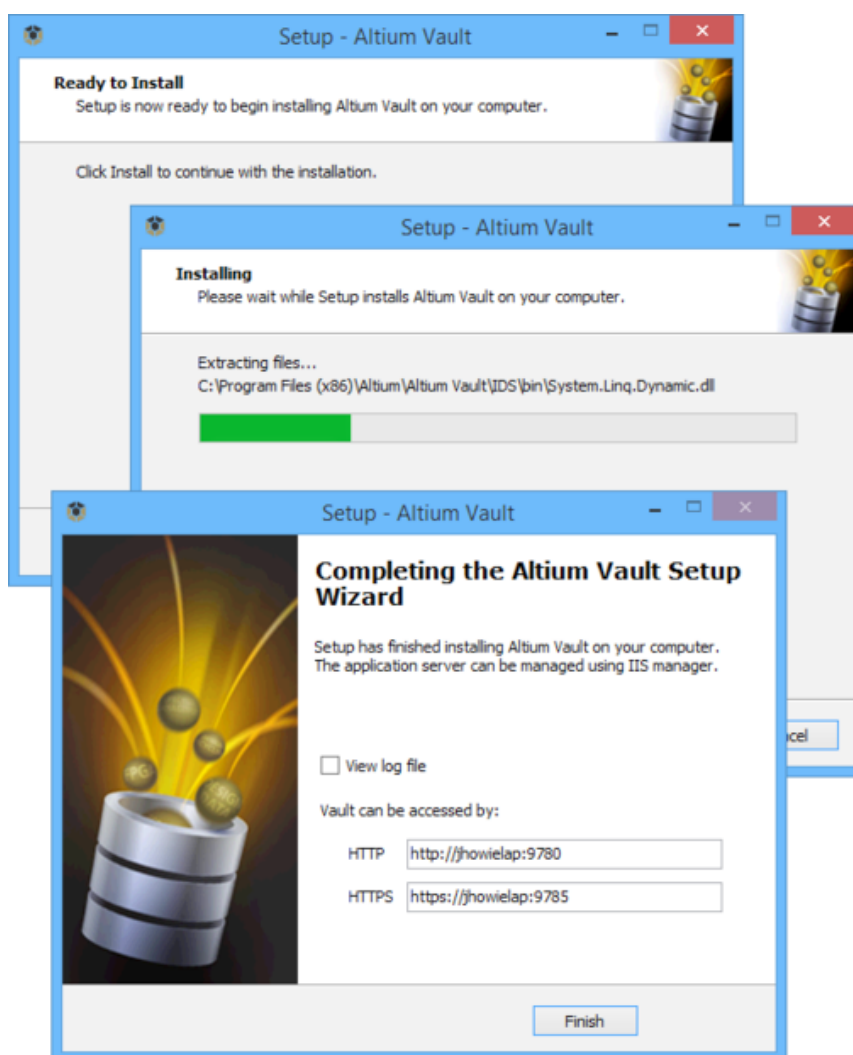 Setup - Altium Vault
Ready to Install
Setup is now ready to begin installing Altium Vault on your computer.
Click Install to continue with the installation.
Setup - Altium Vault
Installing
Please wait while Setup installs Altium Vault on your computer.
Extracting files...
C:\Program Files (x86)\Altium\Altium Vault\IDS\bin\System.Linq.Dynamic.dll
Setup - Altium Vault
Completing the Altium Vault Setup
Wizard
Setup has finished installing Altium Vault on your computer.
The application server can be managed using IIS manager.
View log file
Vault can be accessed by:
HTTP http://jhowielap:9780
HTTPS https://jhowielap:9785
Finish